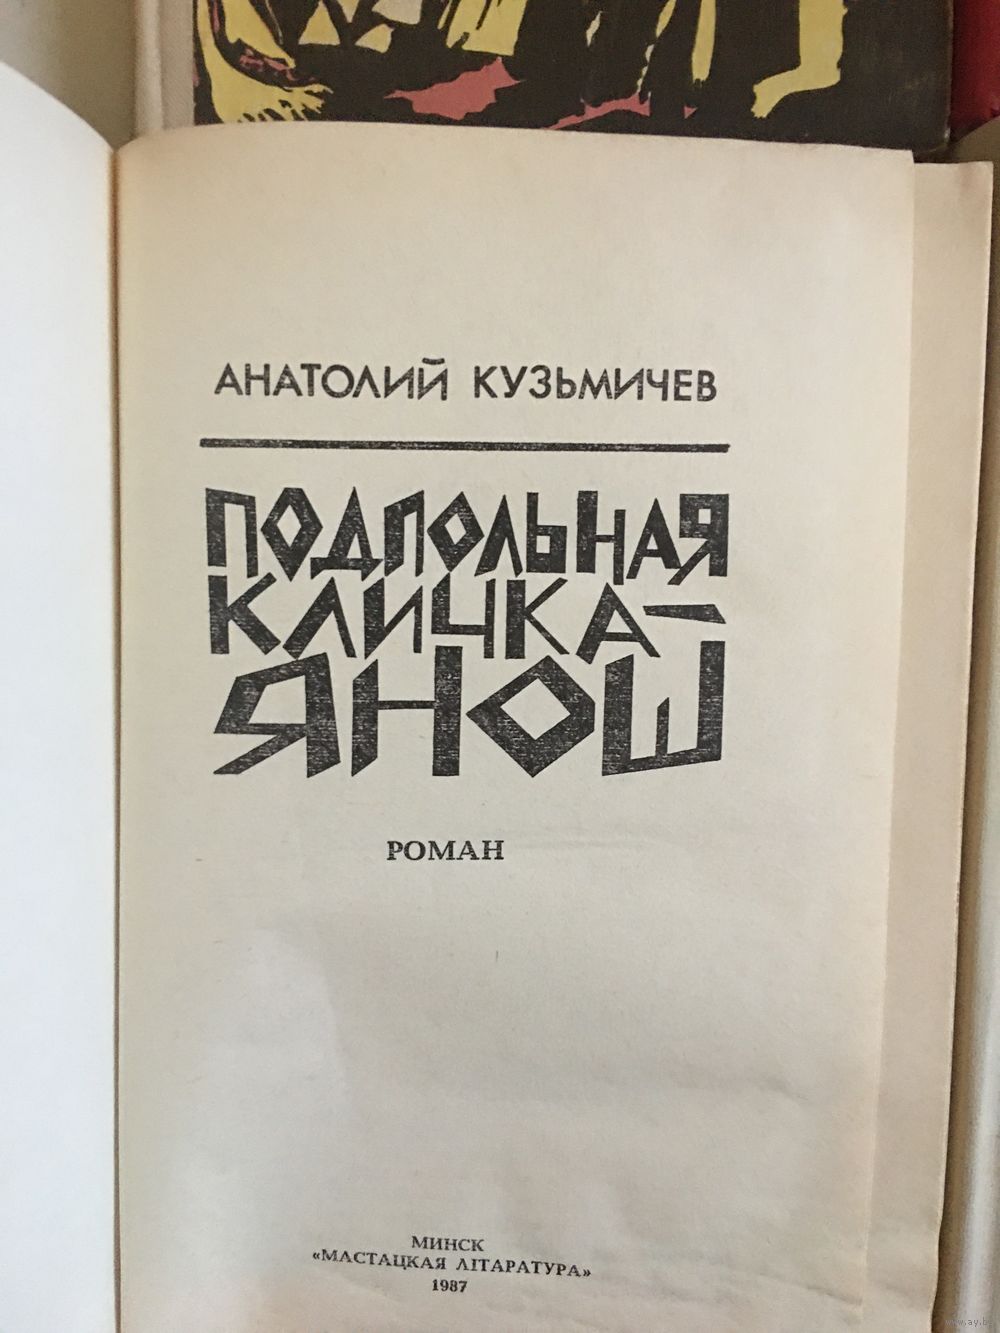 АНАТОЛИЙ КУЗЬМИЧЕВ
ПОДПОЛЬНАЯ
КЛИЧКА –
ЯНОШ
РОМАН
МИНСК
«МАСТАЦКАЯ ЛІТАРАТУРА»
1987